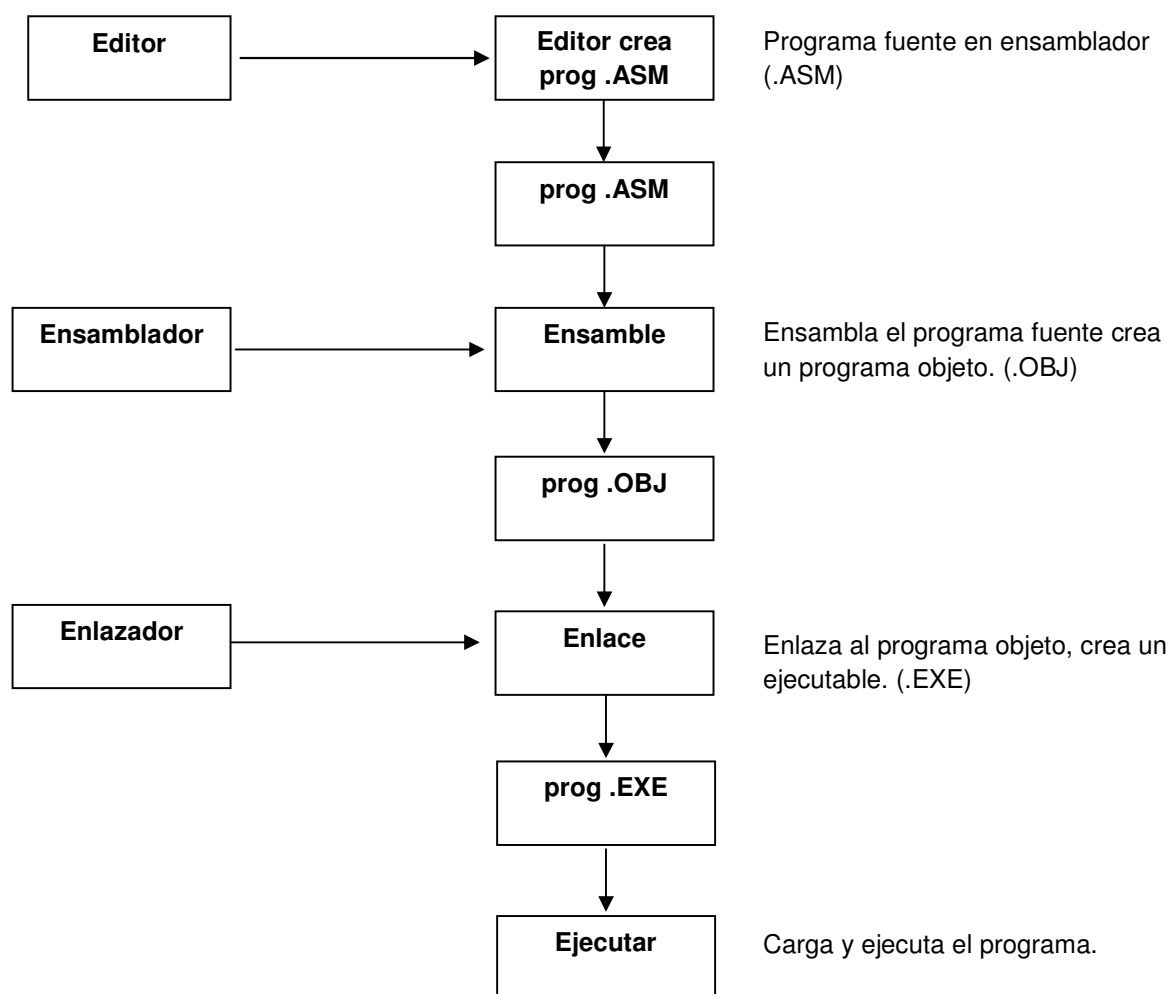 Editor
Editor crea
prog .ASM
Programa fuente en ensamblador
(.ASM)
prog .ASM
Ensamblador
Ensamble
Ensambla el programa fuente crea
un programa objeto. (.OBJ)
prog .OBJ
Enlazador
Enlace
Enlaza al programa objeto, crea un
ejecutable. (.EXE)
prog .EXE
Ejecutar
Carga y ejecuta el programa.